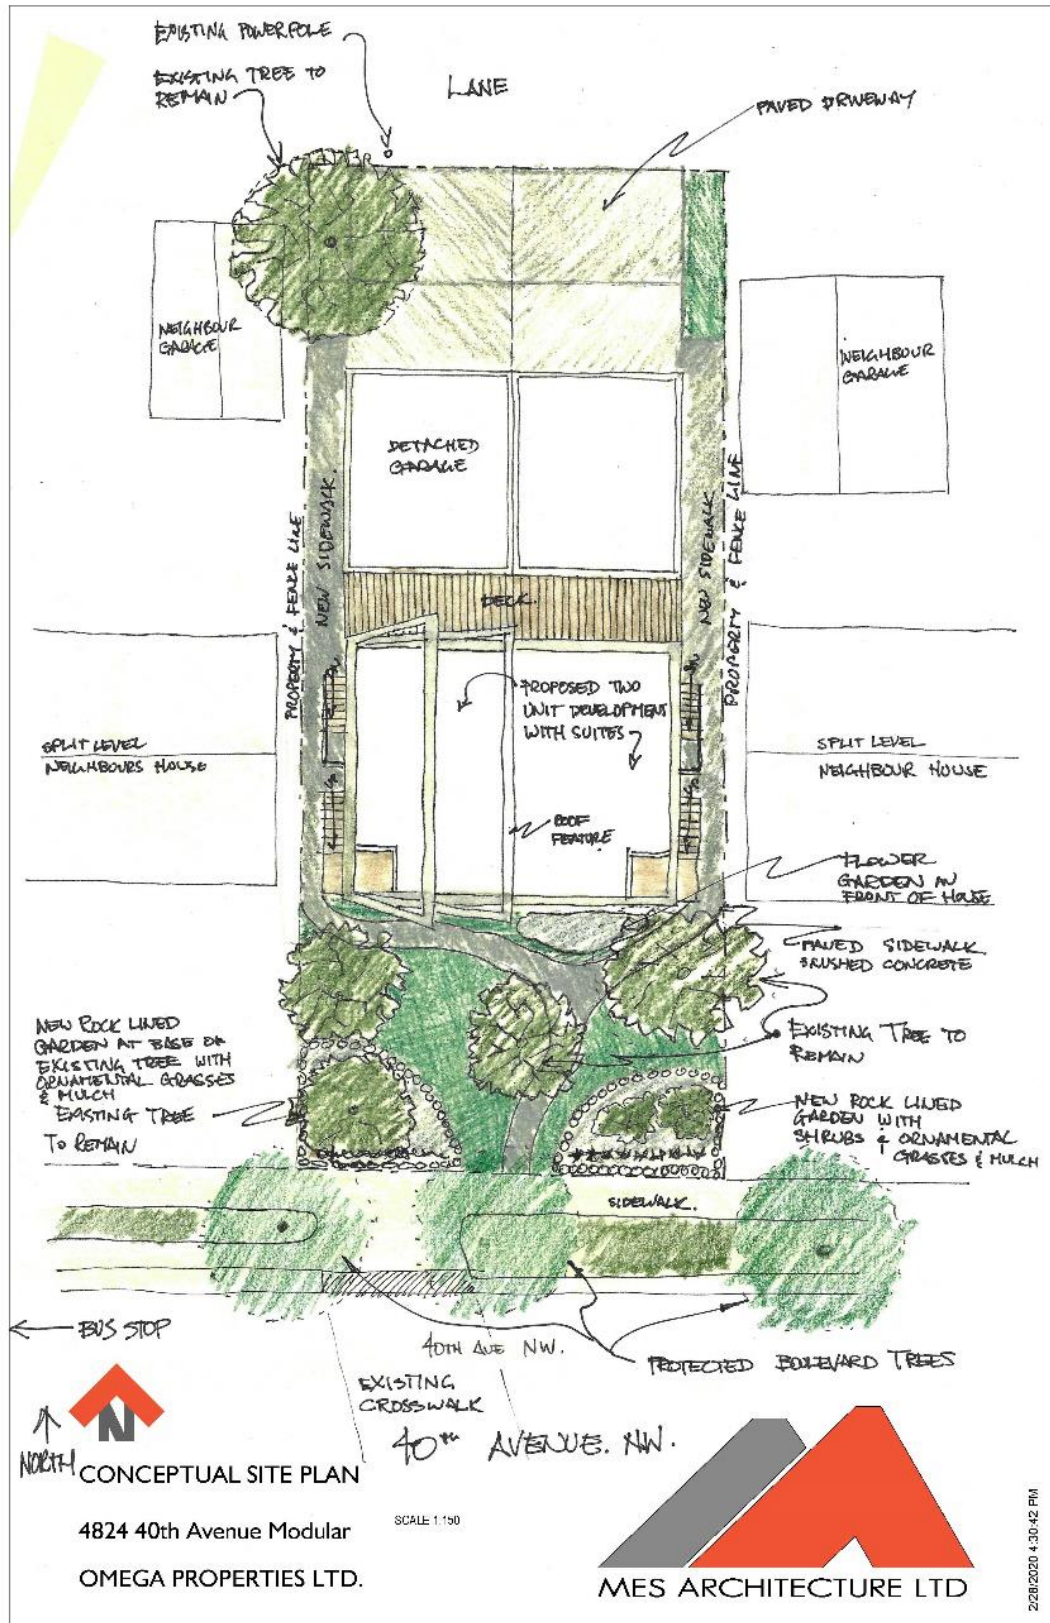 EXISTING POWERPOLE
EXISTING TREE TO
REMAIN
LANE
PAVED DRIVEWAY
NEIGHBOUR
GARAGE
NEIGHBOUR
GARAGE
DETACHED
GARAGE
NEW SIDEWALK.
PROPERTY & FENCE LINE
NEW SIDEWALK
PROPERTY & FENCE LINE
DECK.
PROPOSED TWO
UNIT DEVELOPMENT
WITH SUITES
SPLIT LEVEL
NEIGHBOURS HOUSE
SPLIT LEVEL
NEIGHBOUR HOUSE
ROOF
FEATURE
FLOWER
GARDEN IN
FRONT OF HOUSE
PAVED SIDEWALK
BRUSHED CONCRETE
NEW ROCK LINED
GARDEN AT BASE OF
EXISTING TREE WITH
ORNAMENTAL GRASSES
& MULCH
EXISTING TREE
TO REMAIN
EXISTING TREE TO
REMAIN
NEW ROCK LINED
GARDEN WITH
SHRUBS & ORNAMENTAL
GRASSES & MULCH
SIDEWALK.
BUS STOP
40TH AVE NW.
PROTECTED BOULEVARD TREES
EXISTING
CROSSWALK
40TH AVENUE. NW.
N
NORTH
CONCEPTUAL SITE PLAN
4824 40th Avenue Modular
SCALE 1:150
OMEGA PROPERTIES LTD.
MES ARCHITECTURE LTD
2/28/2020 4:30:42 PM